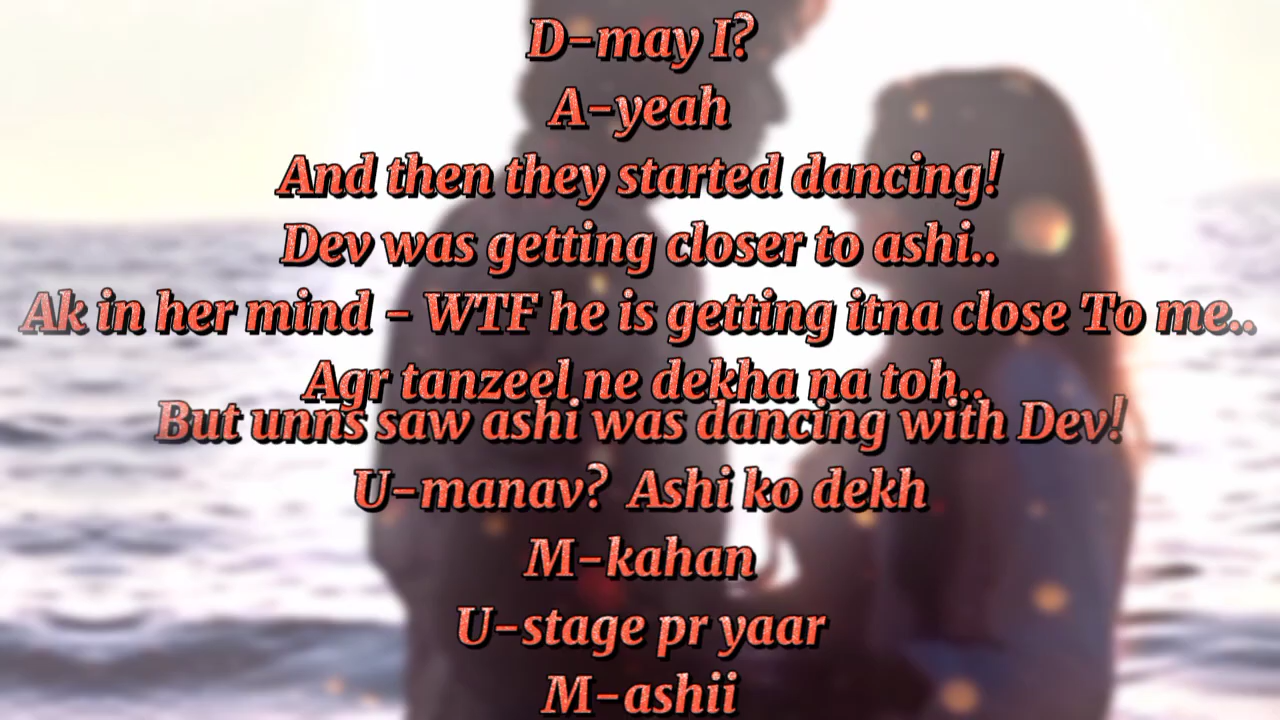 D-may I?
A-yeah
And then they started dancing!
Dev was getting closer to ashi..
Ak in her mind - WTF he is getting itna close To me..
Agr tanzeel ne dekha na toh..
But unns saw ashi was dancing with Dev!
U-manav? Ashi ko dekh
M-kahan
U-stage pr yaar
M-ashii